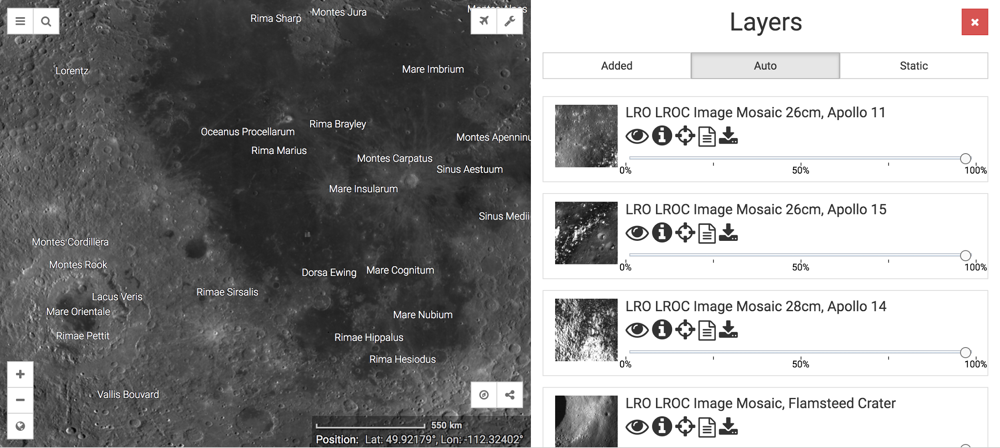 Montes Jura
Rima Sharp
Montes Alpes
Lorentz
Mare Imbrium
Rima Brayley
Oceanus Procellarum
Rima Marius
Montes Apenninu
Montes Carpatus
Sinus Aestuum
Mare Insularum
Sinus Medii
Montes Cordillera
Montes Rook
Dorsa Ewing
Mare Cognitum
Rimae Sirsalis
Lacus Veris
Mare Orientale
Mare Nubium
Rimae Pettit
Rimae Hippalus
Rima Hesiodus
Vallis Bouvard
550 km
Position: Lat: 49.92179°, Lon: -112.32402°
Layers
Added
Auto
Static
LRO LROC Image Mosaic 26cm, Apollo 11
0% 50% 100%
LRO LROC Image Mosaic 26cm, Apollo 15
0% 50% 100%
LRO LROC Image Mosaic 28cm, Apollo 14
0% 50% 100%
LRO LROC Image Mosaic, Flamsteed Crater